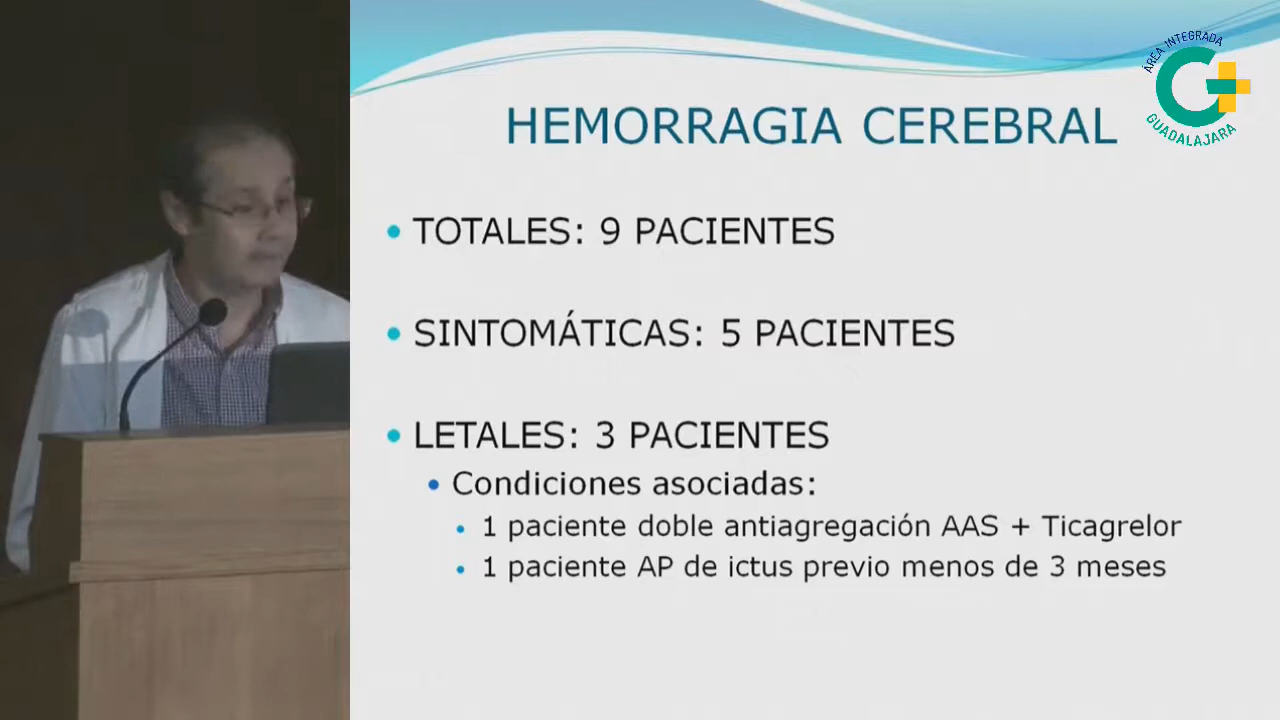 ÁREA INTEGRADA
GUADALAJARA
HEMORRAGIA CEREBRAL
• TOTALES: 9 PACIENTES
• SINTOMÁTICAS: 5 PACIENTES
• LETALES: 3 PACIENTES
• Condiciones asociadas:
• 1 paciente doble antiagregación AAS + Ticagrelor
• 1 paciente AP de ictus previo menos de 3 meses